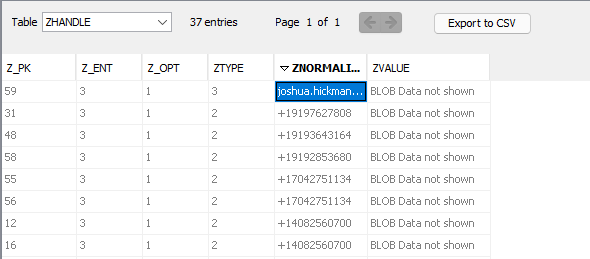 Table ZHANDLE 37 entries Page 1 of 1 Export to CSV
Z_PK Z_ENT Z_OPT ZTYPE ZNORMALI... ZVALUE
59 3 1 3 joshua.hickman... BLOB Data not shown
31 3 1 2 +19197627808 BLOB Data not shown
48 3 1 2 +19193643164 BLOB Data not shown
58 3 1 2 +19192853680 BLOB Data not shown
55 3 1 2 +17042751134 BLOB Data not shown
56 3 1 2 +17042751134 BLOB Data not shown
12 3 1 2 +14082560700 BLOB Data not shown
16 3 1 2 +14082560700 BLOB Data not shown